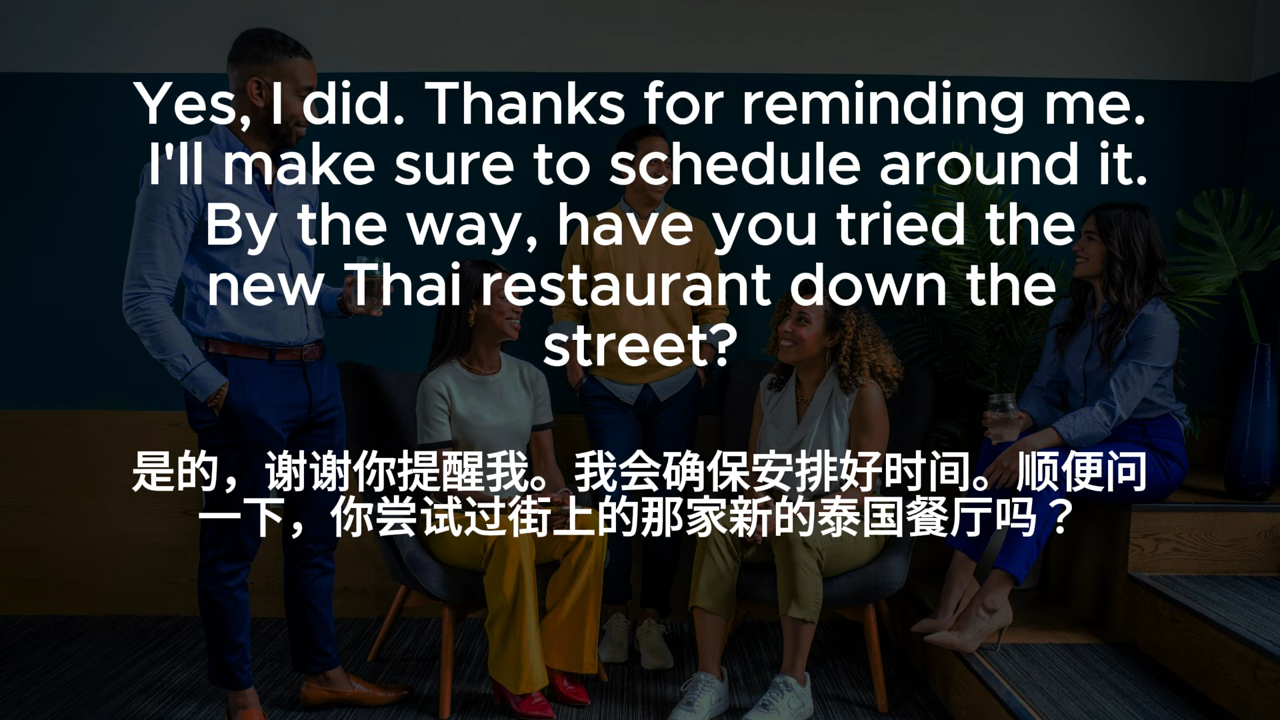 Yes, I did. Thanks for reminding me.
I'll make sure to schedule around it.
By the way, have you tried the
new Thai restaurant down the
street?
是的，谢谢你提醒我。我会确保安排好时间。顺便问
一下，你尝试过街上的那家新的泰国餐厅吗？